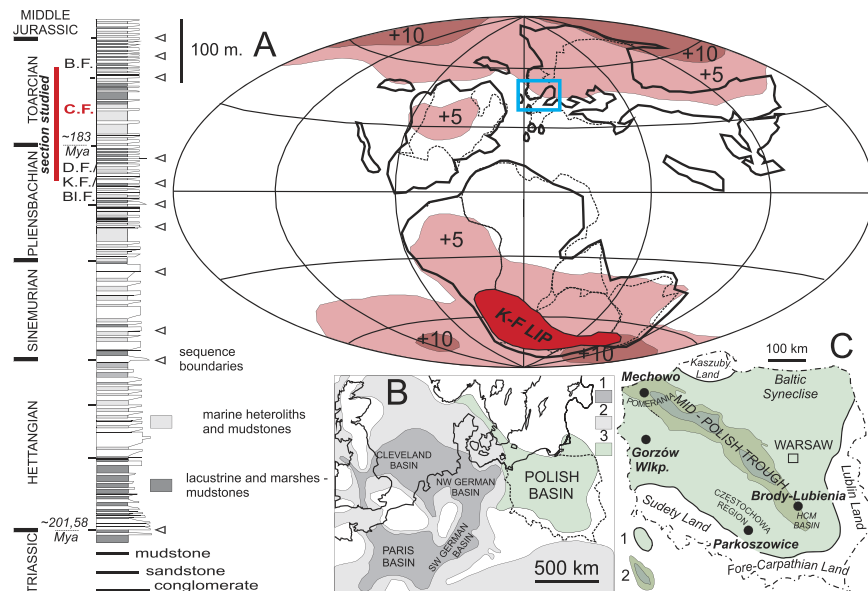 MIDDLE
JURASSIC
TOARCIAN
PLIENSBACHIAN
SINEMURIAN
HETTANGIAN
TRIASSIC
B.F.
C.F.
section studied
~183
Mya
D.F./
K.F./
Bl.F.
~201,58
Mya
100 m.
sequence
boundaries
marine heteroliths
and mudstones
lacustrine and marshes -
mudstones
mudstone
sandstone
conglomerate
A
+10
+10
+5
+5
+5
+10
+10
K-F LIP
B
1
2
3
CLEVELAND
BASIN
NW GERMAN
BASIN
POLISH
BASIN
PARIS
BASIN
SW GERMAN
BASIN
500 km
100 km
C
Kaszuby
Land
Baltic
Syneclise
Mechowo
POMERANIA
MID-POLISH TROUGH
WARSAW
Gorzów
Wlkp.
Lublin Land
Brody-Lubienia
HCM
BASIN
CZESTOCHOWA
REGION
Sudety Land
Parkoszowice
Fore-Carpathian Land
1
2